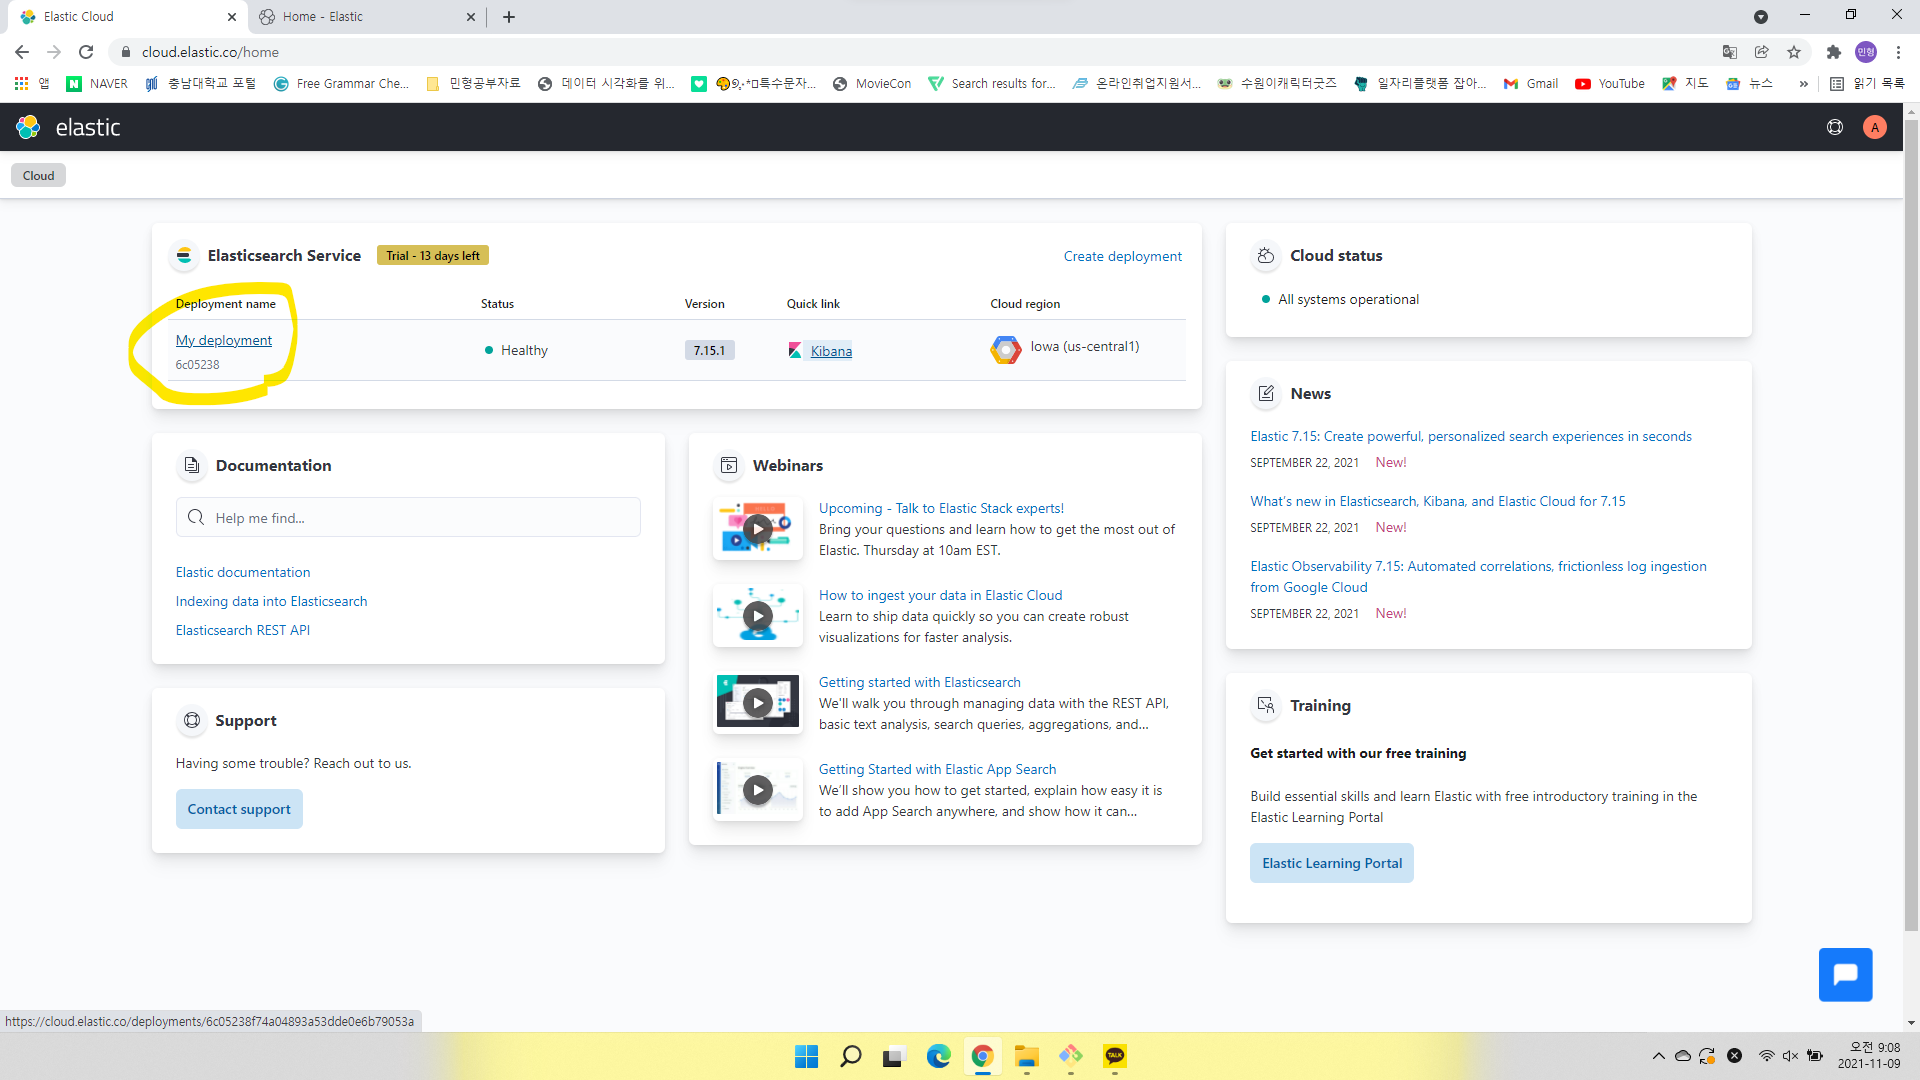 Elastic Cloud
Home - Elastic
cloud.elastic.co/home
민형
앱
NAVER
충남대학교 포털
Free Grammar Che...
민형공부자료
데이터 시각화를 위...
MovieCon
Search results for...
온라인취업지원서...
수원이캐릭터굿즈
일자리플랫폼 잡아...
Gmail
YouTube
지도
뉴스
»
읽기 목록
elastic
A
Cloud
Elasticsearch Service
Trial - 13 days left
Create deployment
Deployment name Status Version Quick link Cloud region
My deployment
6c05238
Healthy
7.15.1
Kibana
Iowa (us-central1)
Cloud status
All systems operational
Documentation
Help me find...
Elastic documentation
Indexing data into Elasticsearch
Elasticsearch REST API
Support
Having some trouble? Reach out to us.
Contact support
Webinars
HELLO
Upcoming - Talk to Elastic Stack experts!
Bring your questions and learn how to get the most out of
Elastic. Thursday at 10am EST.
How to ingest your data in Elastic Cloud
Learn to ship data quickly so you can create robust
visualizations for faster analysis.
Getting started with Elasticsearch
We'll walk you through managing data with the REST API,
basic text analysis, search queries, aggregations, and...
Getting Started with Elastic App Search
We'll show you how to get started, explain how easy it is
to add App Search anywhere, and show how it can...
News
Elastic 7.15: Create powerful, personalized search experiences in seconds
SEPTEMBER 22, 2021 New!
What's new in Elasticsearch, Kibana, and Elastic Cloud for 7.15
SEPTEMBER 22, 2021 New!
Elastic Observability 7.15: Automated correlations, frictionless log ingestion
from Google Cloud
SEPTEMBER 22, 2021 New!
Training
Get started with our free training
Build essential skills and learn Elastic with free introductory training in the
Elastic Learning Portal
Elastic Learning Portal
https://cloud.elastic.co/deployments/6c05238f74a04893a53dde0e6b79053a
TALK
오전 9:08
2021-11-09